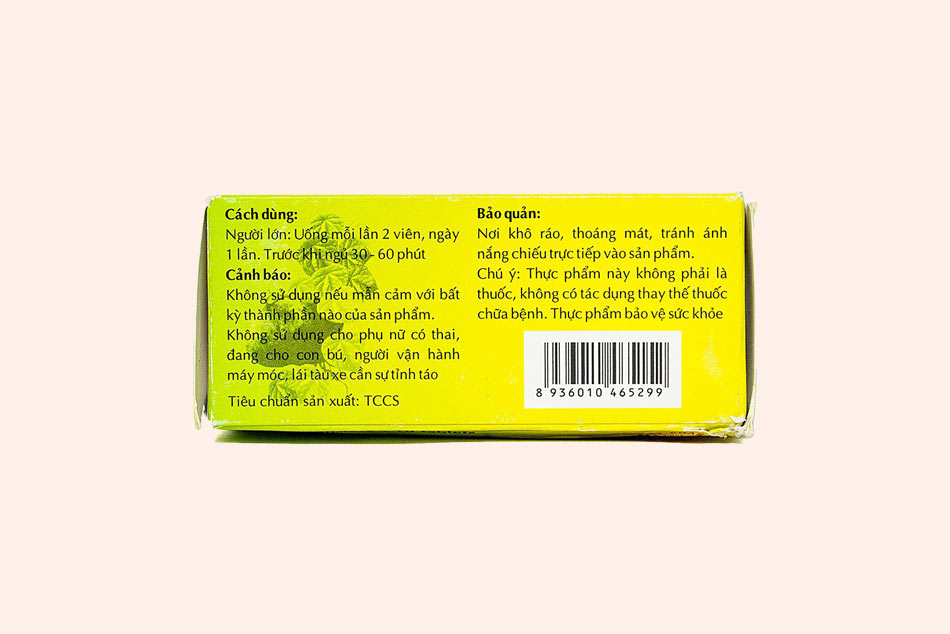 Cách dùng:
Người lớn: Uống mỗi lần 2 viên, ngày
1 lần. Trước khi ngủ 30 - 60 phút
Cảnh báo:
Không sử dụng nếu mẫn cảm với bất
kỳ thành phần nào của sản phẩm.
Không sử dụng cho phụ nữ có thai,
đang cho con bú, người vận hành
máy móc, lái tàu xe cần sự tỉnh táo
Tiêu chuẩn sản xuất: TCCS
Bảo quản:
Nơi khô ráo, thoáng mát, tránh ánh
nắng chiếu trực tiếp vào sản phẩm.
Chú ý: Thực phẩm này không phải là
thuốc, không có tác dụng thay thế thuốc
chữa bệnh. Thực phẩm bảo vệ sức khỏe
8 936010 465299